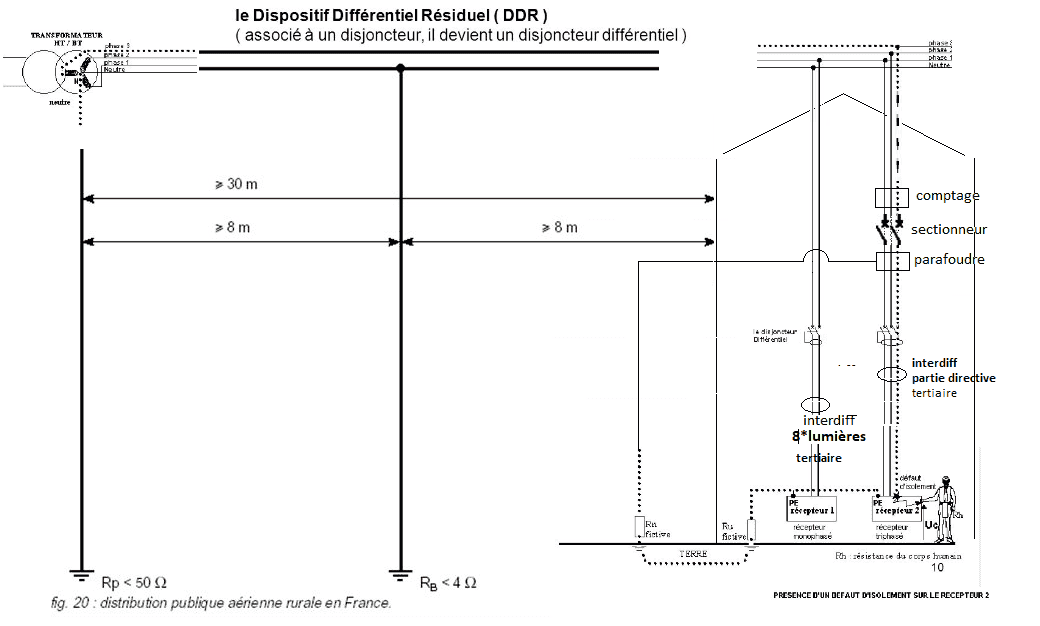 le Dispositif Différentiel Résiduel ( DDR )
( associé à un disjoncteur, il devient un disjoncteur différentiel )
TRANSFORMATEUR
HT / BT
phase 3
phase 2
phase 1
Neutre
N
neutre
phase 3
phase 2
phase 1
Neutre
⩾ 30 m
⩾ 8 m
⩾ 8 m
comptage
sectionneur
parafoudre
le disjoncteur
Différentiel
interdiff
partie directive
tertiaire
interdiff
8*lumières
tertiaire
défaut
d'isolement
PE
récepteur 1
PE
récepteur 2
Uc
Rh
récepteur
monophasé
récepteur
triphasé
Ru
fictive
Ru
fictive
TERRE
Rh : résistance du corps humain
10
Rp < 50 Ω
RB < 4 Ω
fig. 20 : distribution publique aérienne rurale en France.
PRESENCE D'UN DEFAUT D'ISOLEMENT SUR LE RECEPTEUR 2